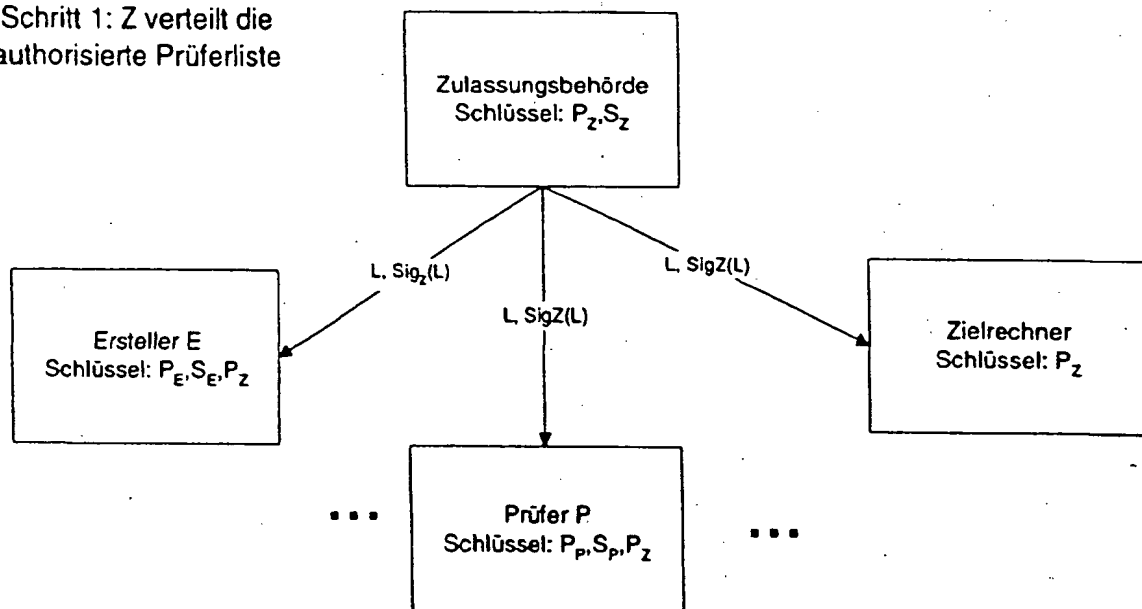 Schritt 1: Z verteilt die
authorisierte Prüferliste
Zulassungsbehörde
Schlüssel: P_Z,S_Z
L, Sig_z(L)
L, SigZ(L)
L, SigZ(L)
Ersteller E
Schlüssel: P_E,S_E,P_Z
Zielrechner
Schlüssel: P_Z
...
Prüfer P
Schlüssel: P_P,S_P,P_Z
...